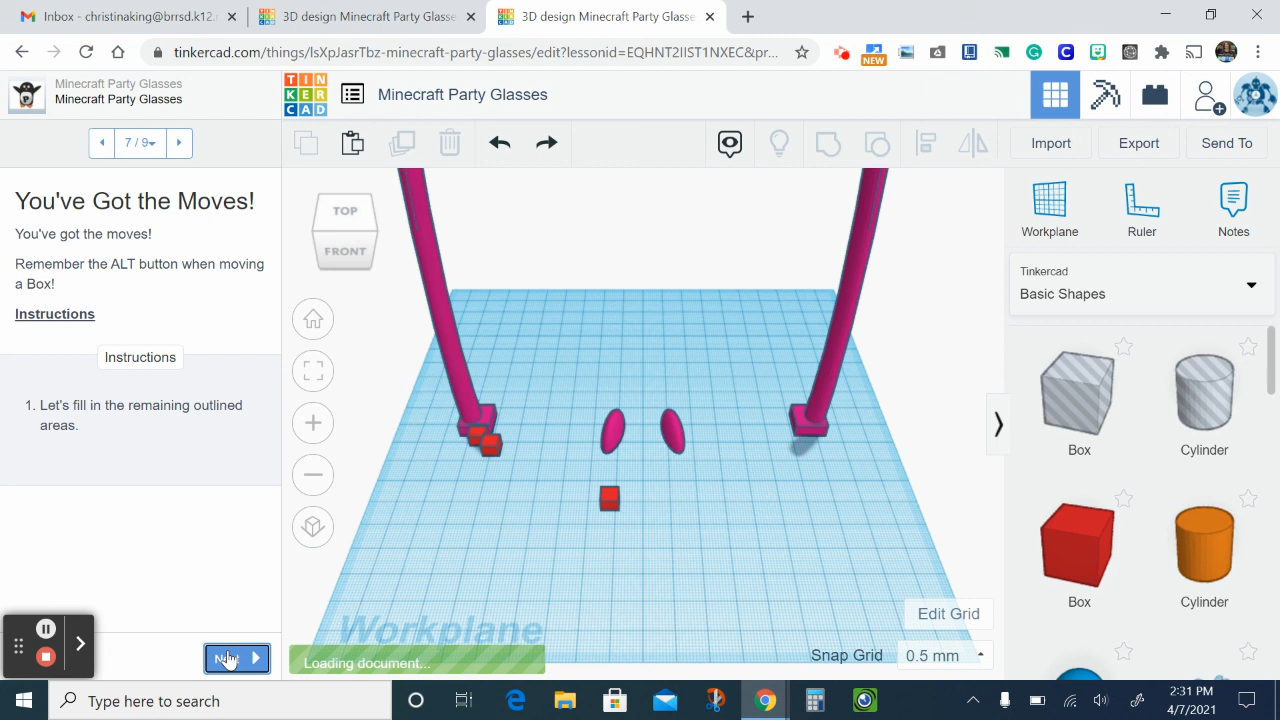 Inbox - christinaking@brrsd.k12.
3D design Minecraft Party Glasse
3D design Minecraft Party Glasse
tinkercad.com/things/lsXpJasrTbz-minecraft-party-glasses/edit?lessonid=EQHNT2IIST1NXEC&pr...
NEW
Minecraft Party Glasses
Minecraft Party Glasses
TIN
KER
CAD
Minecraft Party Glasses
7 / 9
Import
Export
Send To
You've Got the Moves!
You've got the moves!
Remember the ALT button when moving
a Box!
Instructions
Instructions
1. Let's fill in the remaining outlined
areas.
TOP
FRONT
Workplane
Ruler
Notes
Tinkercad
Basic Shapes
Box
Cylinder
Box
Cylinder
Workplane
Edit Grid
Snap Grid
0.5 mm
Loading document...
Type here to search
2:31 PM
4/7/2021